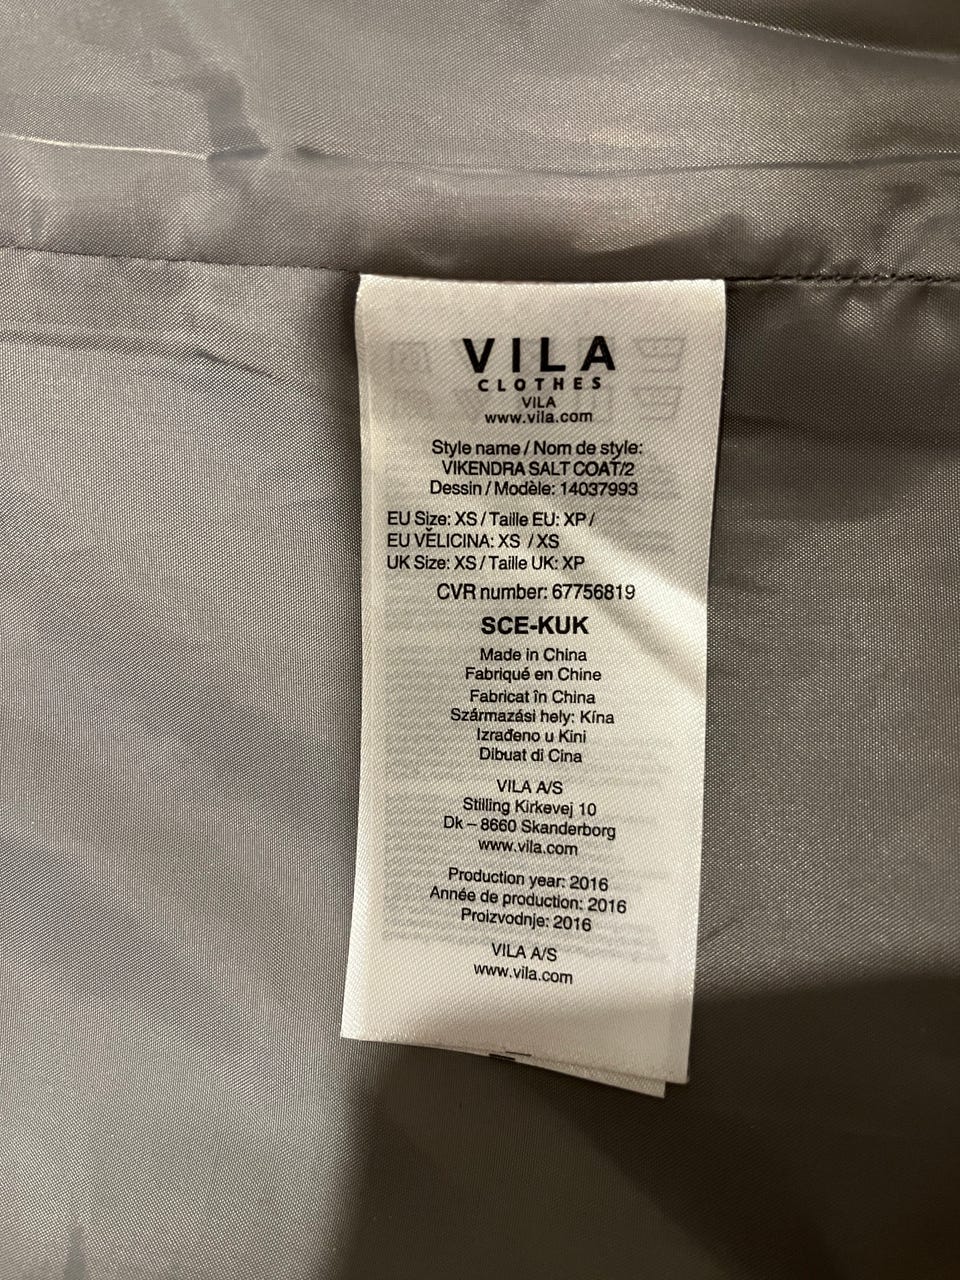 VILA
CLOTHES
VILA
www.vila.com
Style name / Nom de style:
VIKENDRA SALT COAT/2
Dessin / Modèle: 14037993
EU Size: XS / Taille EU: XP /
EU VĚLICINA: XS / XS
UK Size: XS / Taille UK: XP
CVR number: 67756819
SCE-KUK
Made in China
Fabriqué en Chine
Fabricat în China
Származási hely: Kína
Izrađeno u Kini
Dibuat di Cina
VILA A/S
Stilling Kirkevej 10
Dk – 8660 Skanderborg
www.vila.com
Production year: 2016
Année de production: 2016
Proizvodnje: 2016
VILA A/S
www.vila.com